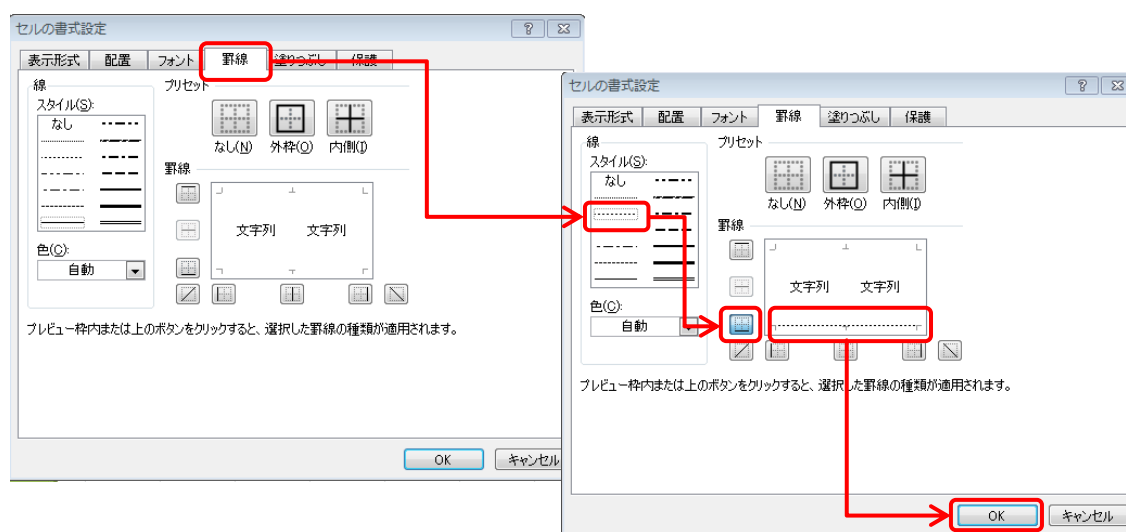 セルの書式設定
表示形式 配置 フォント 罫線 塗りつぶし 保護
線
スタイル(S):
なし
プリセット
なし(N) 外枠(O) 内側(I)
罫線
文字列 文字列
色(C):
自動
プレビュー枠内または上のボタンをクリックすると、選択した罫線の種類が適用されます。
OK キャンセル
セルの書式設定
表示形式 配置 フォント 罫線 塗りつぶし 保護
線
スタイル(S):
なし
プリセット
なし(N) 外枠(O) 内側(I)
罫線
文字列 文字列
色(C):
自動
プレビュー枠内または上のボタンをクリックすると、選択した罫線の種類が適用されます。
OK キャンセル